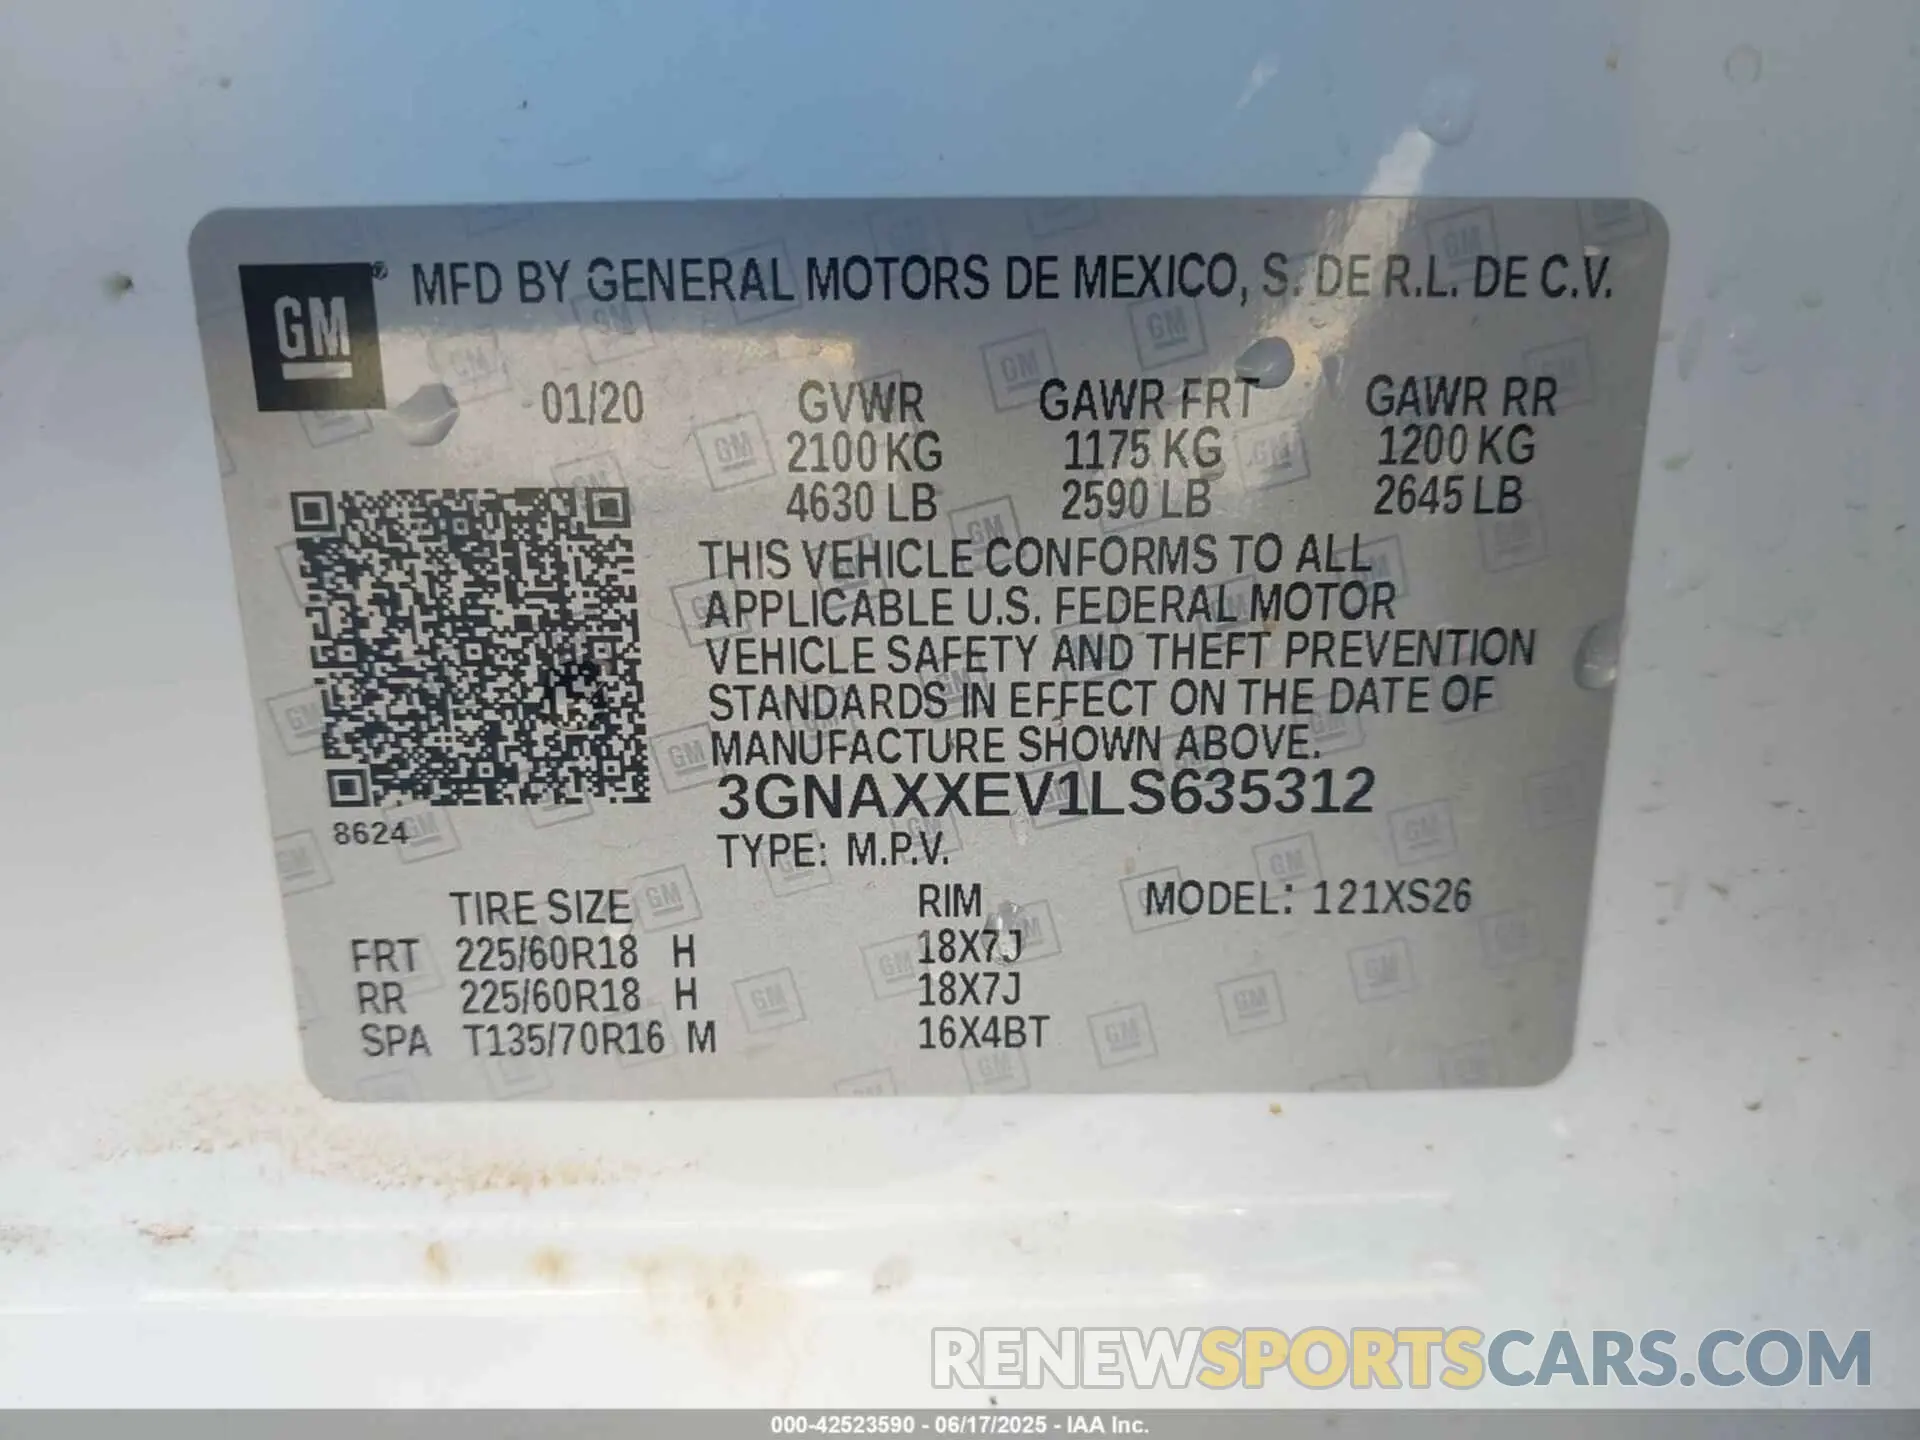 GM® MFD BY GENERAL MOTORS DE MEXICO, S. DE R.L. DE C.V.
01/20 GVWR GAWR FRT GAWR RR
2100 KG 1175 KG 1200 KG
4630 LB 2590 LB 2645 LB
THIS VEHICLE CONFORMS TO ALL
APPLICABLE U.S. FEDERAL MOTOR
VEHICLE SAFETY AND THEFT PREVENTION
STANDARDS IN EFFECT ON THE DATE OF
MANUFACTURE SHOWN ABOVE.
3GNAXXEV1LS635312
8624
TYPE: M.P.V.
TIRE SIZE RIM MODEL: 121XS26
FRT 225/60R18 H 18X7J
RR 225/60R18 H 18X7J
SPA T135/70R16 M 16X4BT
RENEWSPORTSCARS.COM
000-42523590 - 06/17/2025 - IAA Inc.